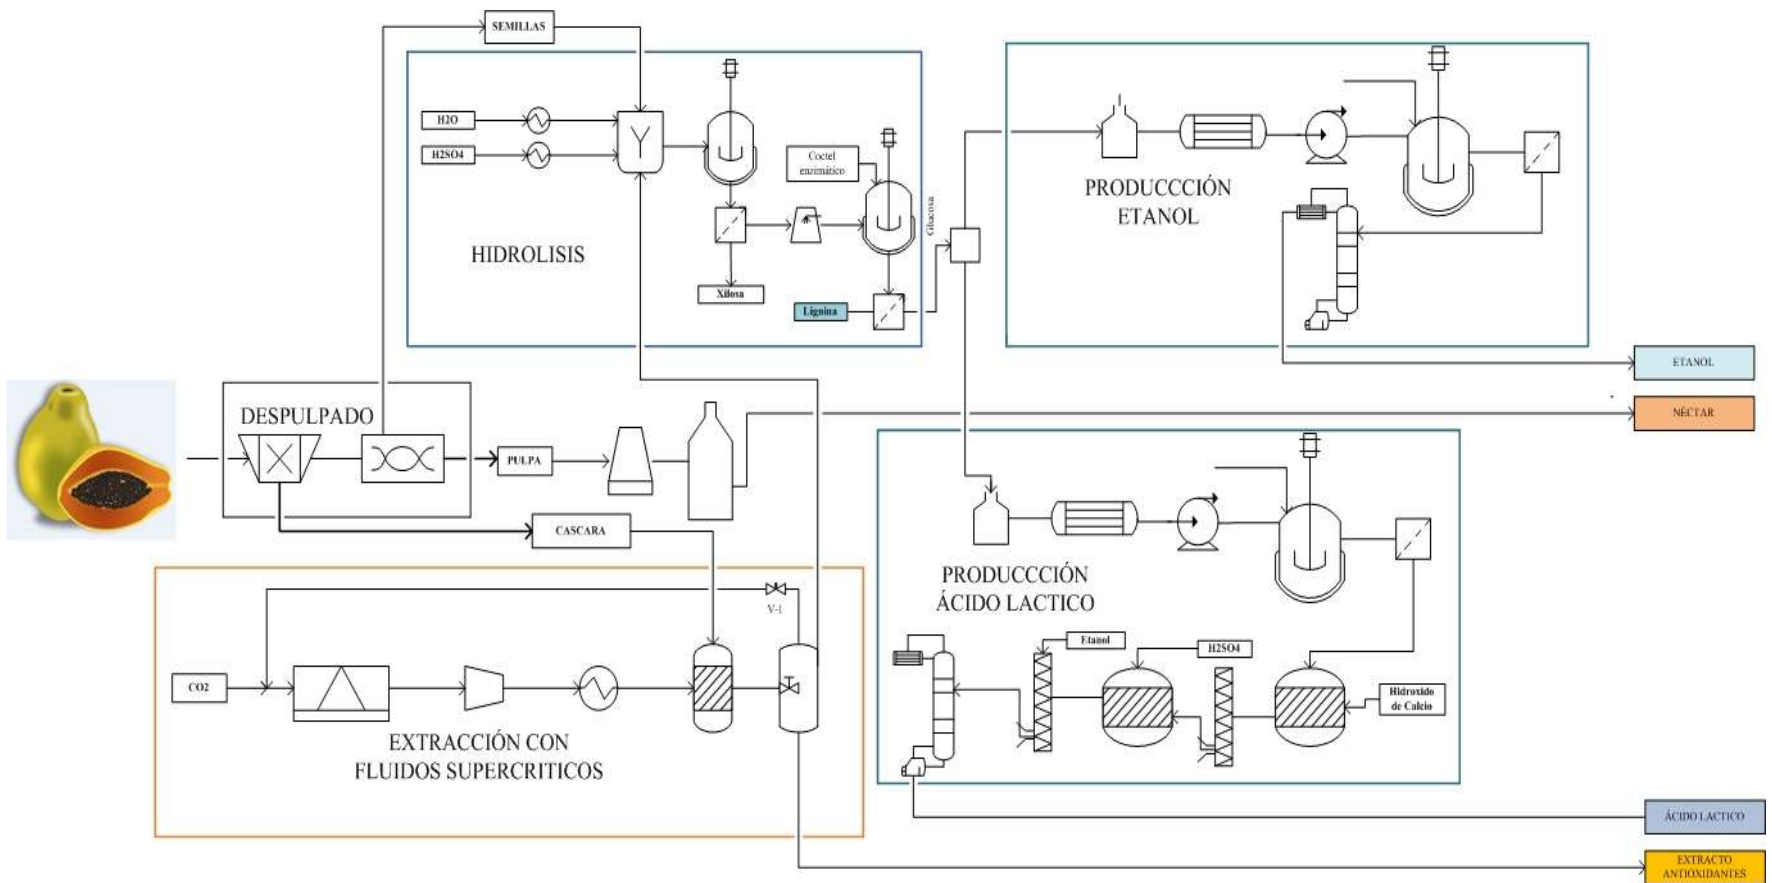 SEMILLAS
H2O
H2SO4
Coctel
enzimático
HIDROLISIS
Xilosa
Lignina
Glucosa
PRODUCCCIÓN
ETANOL
ETANOL
NÉCTAR
DESPULPADO
PULPA
CASCARA
V-1
CO2
EXTRACCIÓN CON
FLUIDOS SUPERCRITICOS
PRODUCCCIÓN
ÁCIDO LACTICO
Etanol
H2SO4
Hidroxido
de Calcio
ÁCIDO LACTICO
EXTRACTO
ANTIOXIDANTES